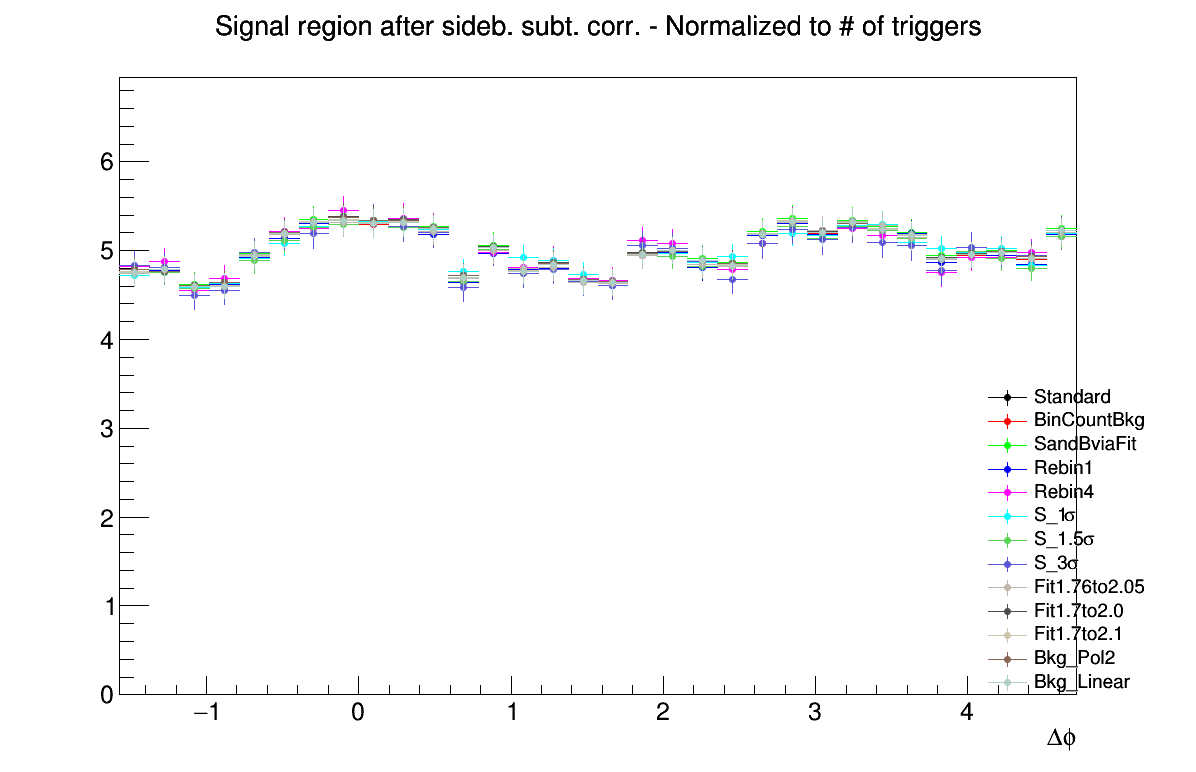 Signal region after sideb. subt. corr. - Normalized to # of triggers
6
5
4
3
2
1
0
Standard
BinCountBkg
SandBviaFit
Rebin1
Rebin4
S_1σ
S_1.5σ
S_3σ
Fit1.76to2.05
Fit1.7to2.0
Fit1.7to2.1
Bkg_Pol2
Bkg_Linear
−1 0 1 2 3 4
Δϕ